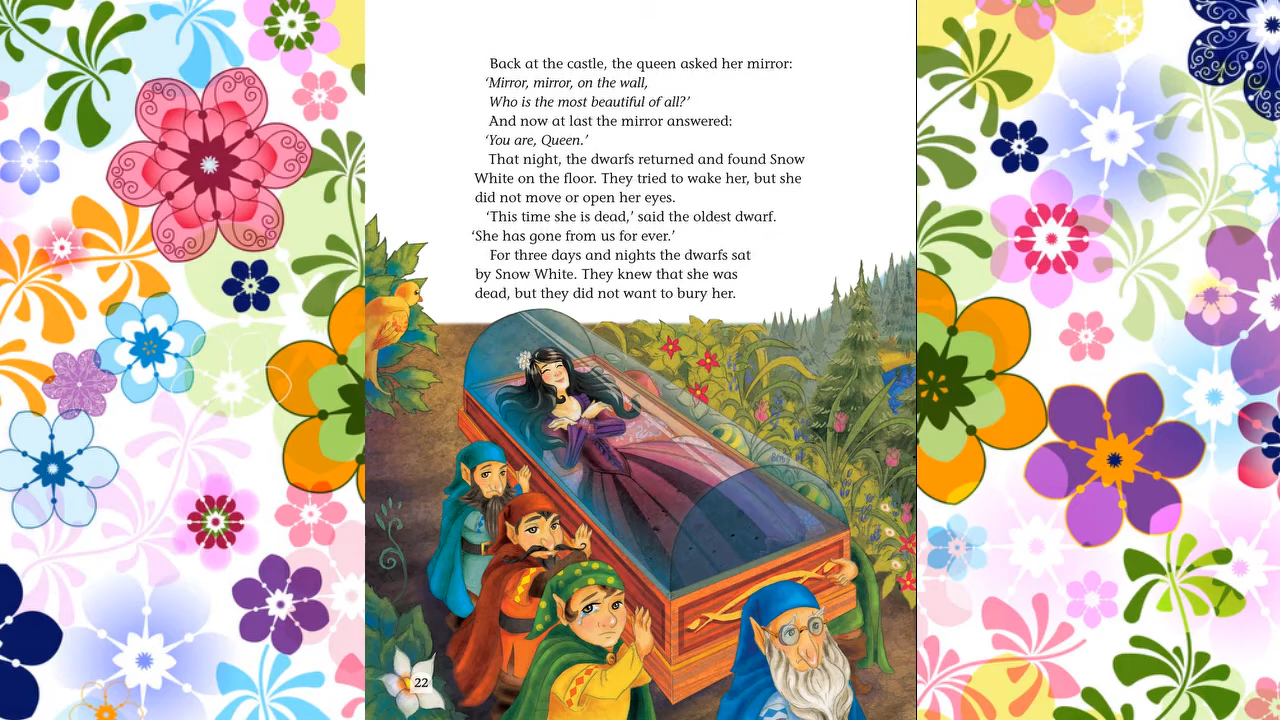 Back at the castle, the queen asked her mirror:
‘Mirror, mirror, on the wall,
Who is the most beautiful of all?’
And now at last the mirror answered:
‘You are, Queen.’
That night, the dwarfs returned and found Snow
White on the floor. They tried to wake her, but she
did not move or open her eyes.
‘This time she is dead,’ said the oldest dwarf.
‘She has gone from us for ever.’
For three days and nights the dwarfs sat
by Snow White. They knew that she was
dead, but they did not want to bury her.
22